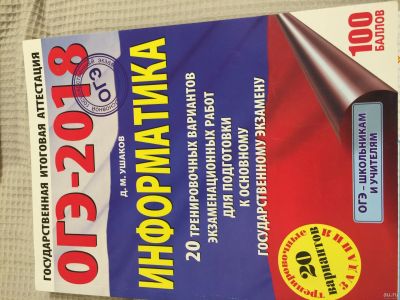 ГОСУДАРСТВЕННАЯ ИТОГОВАЯ АТТЕСТАЦИЯ
ОГЭ-2018
ОГЭ
100
БАЛЛОВ
Д. М. УШАКОВ
ИНФОРМАТИКА
20 ТРЕНИРОВОЧНЫХ ВАРИАНТОВ
ЭКЗАМЕНАЦИОННЫХ РАБОТ
ДЛЯ ПОДГОТОВКИ
К ОСНОВНОМУ
ГОСУДАРСТВЕННОМУ ЭКЗАМЕНУ
ОГЭ – ШКОЛЬНИКАМ
И УЧИТЕЛЯМ
тренировочные
20
вариантов